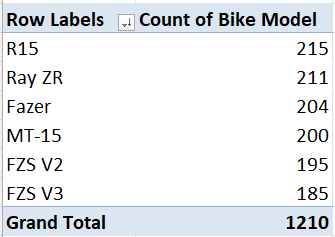 Row Labels Count of Bike Model
R15 215
Ray ZR 211
Fazer 204
MT-15 200
FZS V2 195
FZS V3 185
Grand Total 1210